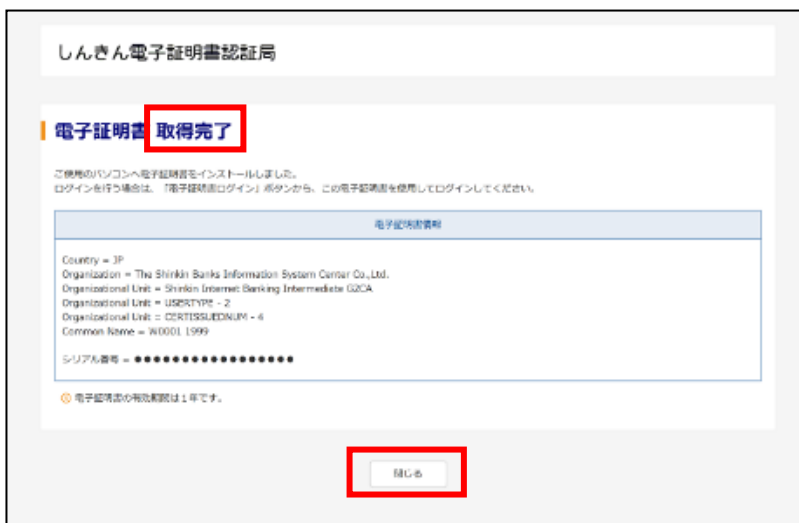 しんきん電子証明書認証局
電子証明書 取得完了
ご使用のパソコンへ電子証明書をインストールしました。
ログインを行う場合は、「電子証明書ログイン」ボタンから、この電子証明書を使用してログインしてください。
電子証明書情報
Country = JP
Organization = The Shinkin Banks Information System Center Co.,Ltd.
Organizational Unit = Shinkin Internet Banking Intermediate G2CA
Organizational Unit = USERTYPE - 2
Organizational Unit = CERTISSUEDNUM - 4
Common Name = W0001 1999
シリアル番号 = ●●●●●●●●●●●●●●●●●
電子証明書の有効期間は1年です。
閉じる